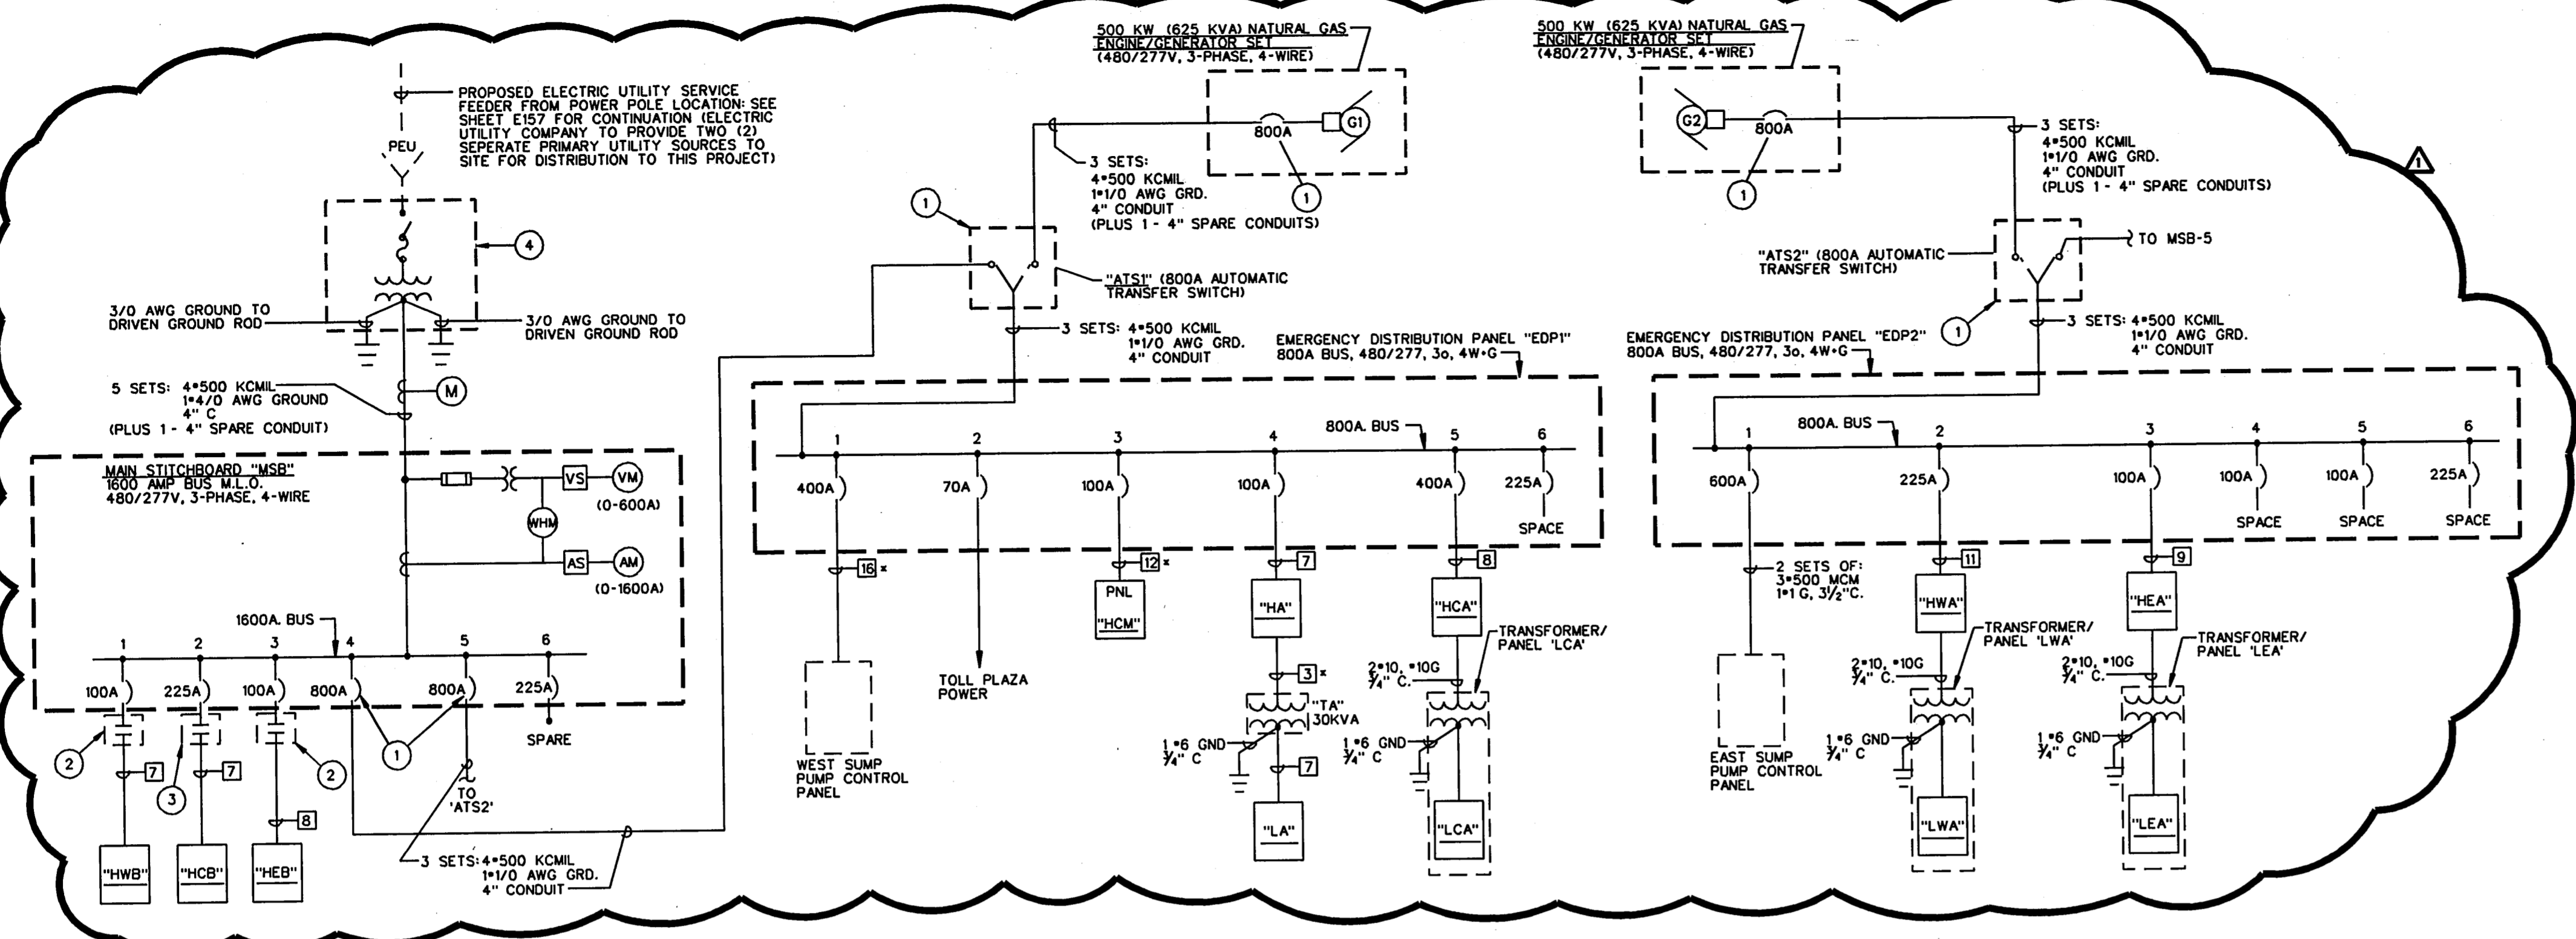 PROPOSED ELECTRIC UTILITY SERVICE
FEEDER FROM POWER POLE LOCATION: SEE
SHEET E157 FOR CONTINUATION (ELECTRIC
UTILITY COMPANY TO PROVIDE TWO (2)
SEPERATE PRIMARY UTILITY SOURCES TO
SITE FOR DISTRIBUTION TO THIS PROJECT)
PEU
4
3/0 AWG GROUND TO
DRIVEN GROUND ROD
3/0 AWG GROUND TO
DRIVEN GROUND ROD
5 SETS: 4#500 KCMIL
1#4/0 AWG GROUND
4" C
(PLUS 1 - 4" SPARE CONDUIT)
M
MAIN STITCHBOARD "MSB"
1600 AMP BUS M.L.O.
480/277V, 3-PHASE, 4-WIRE
VS
VM
(0-600A)
WHM
AS
AM
(0-1600A)
1600A. BUS
1
2
3
4
5
6
100A
225A
100A
800A
800A
225A
2
3
2
1
SPARE
7
7
8
TO
'ATS2'
"HWB"
"HCB"
"HEB"
3 SETS: 4#500 KCMIL
1#1/0 AWG GRD.
4" CONDUIT
500 KW (625 KVA) NATURAL GAS
ENGINE/GENERATOR SET
(480/277V, 3-PHASE, 4-WIRE)
800A
G1
1
3 SETS:
4#500 KCMIL
1#1/0 AWG GRD.
4" CONDUIT
(PLUS 1 - 4" SPARE CONDUITS)
1
"ATS1" (800A AUTOMATIC
TRANSFER SWITCH)
3 SETS: 4#500 KCMIL
1#1/0 AWG GRD.
4" CONDUIT
EMERGENCY DISTRIBUTION PANEL "EDP1"
800A BUS, 480/277, 3o, 4W+G
800A. BUS
1
2
3
4
5
6
400A
70A
100A
100A
400A
225A
SPACE
16 *
12 *
7
8
PNL
"HCM"
"HA"
"HCA"
TOLL PLAZA
POWER
TRANSFORMER/
PANEL 'LCA'
3 *
2#10, #10G
3/4" C.
"TA"
30KVA
1 #6 GND
3/4" C
1 #6 GND
3/4" C
7
WEST SUMP
PUMP CONTROL
PANEL
"LA"
"LCA"
500 KW (625 KVA) NATURAL GAS
ENGINE/GENERATOR SET
(480/277V, 3-PHASE, 4-WIRE)
G2
800A
1
3 SETS:
4#500 KCMIL
1#1/0 AWG GRD.
4" CONDUIT
(PLUS 1 - 4" SPARE CONDUITS)
1
TO MSB-5
"ATS2" (800A AUTOMATIC
TRANSFER SWITCH)
1
3 SETS: 4#500 KCMIL
1#1/0 AWG GRD.
4" CONDUIT
EMERGENCY DISTRIBUTION PANEL "EDP2"
800A BUS, 480/277, 3o, 4W+G
800A. BUS
1
2
3
4
5
6
600A
225A
100A
100A
100A
225A
SPACE
SPACE
SPACE
2 SETS OF:
3#500 MCM
1#1 G, 3 1/2"C.
11
9
"HWA"
"HEA"
TRANSFORMER/
PANEL 'LWA'
TRANSFORMER/
PANEL 'LEA'
2#10, #10G
3/4" C.
2#10, #10G
3/4" C.
1 #6 GND
3/4" C
1 #6 GND
3/4" C
EAST SUMP
PUMP CONTROL
PANEL
"LWA"
"LEA"